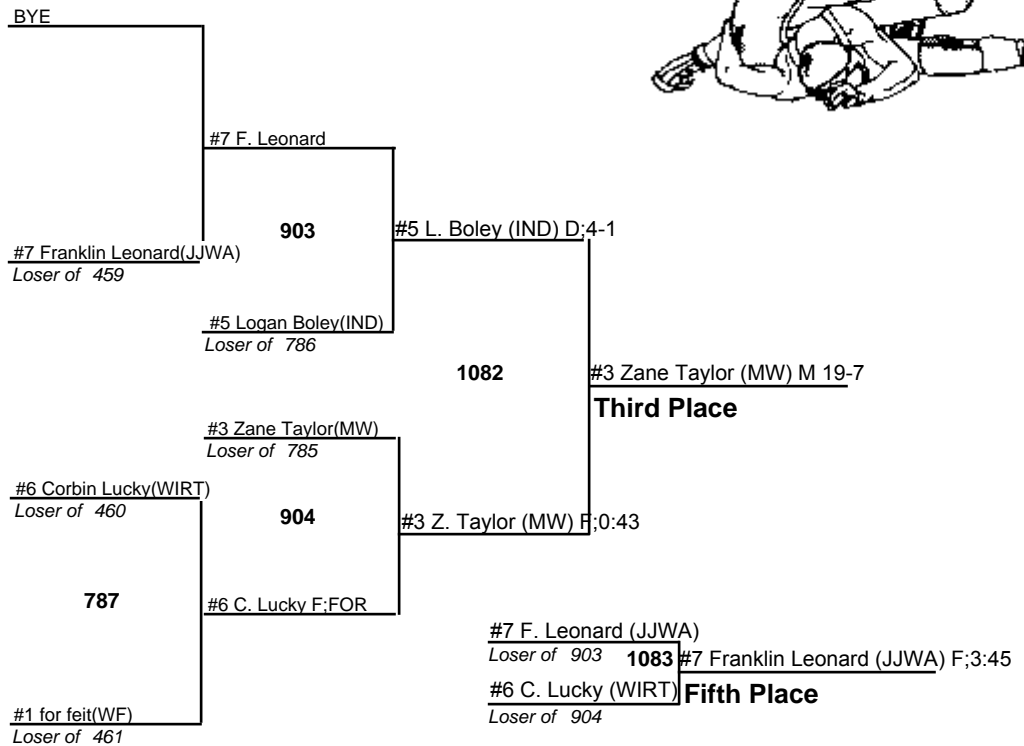 BYE
#7 F. Leonard
903
#5 L. Boley (IND) D;4-1
#7 Franklin Leonard(JJWA)
Loser of 459
#5 Logan Boley(IND)
Loser of 786
1082
#3 Zane Taylor (MW) M 19-7
Third Place
#3 Zane Taylor(MW)
Loser of 785
#6 Corbin Lucky(WIRT)
Loser of 460
904
#3 Z. Taylor (MW) F;0:43
787
#6 C. Lucky F;FOR
#7 F. Leonard (JJWA)
Loser of 903
1083
#7 Franklin Leonard (JJWA) F;3:45
#6 C. Lucky (WIRT)
Fifth Place
Loser of 904
#1 for feit(WF)
Loser of 461